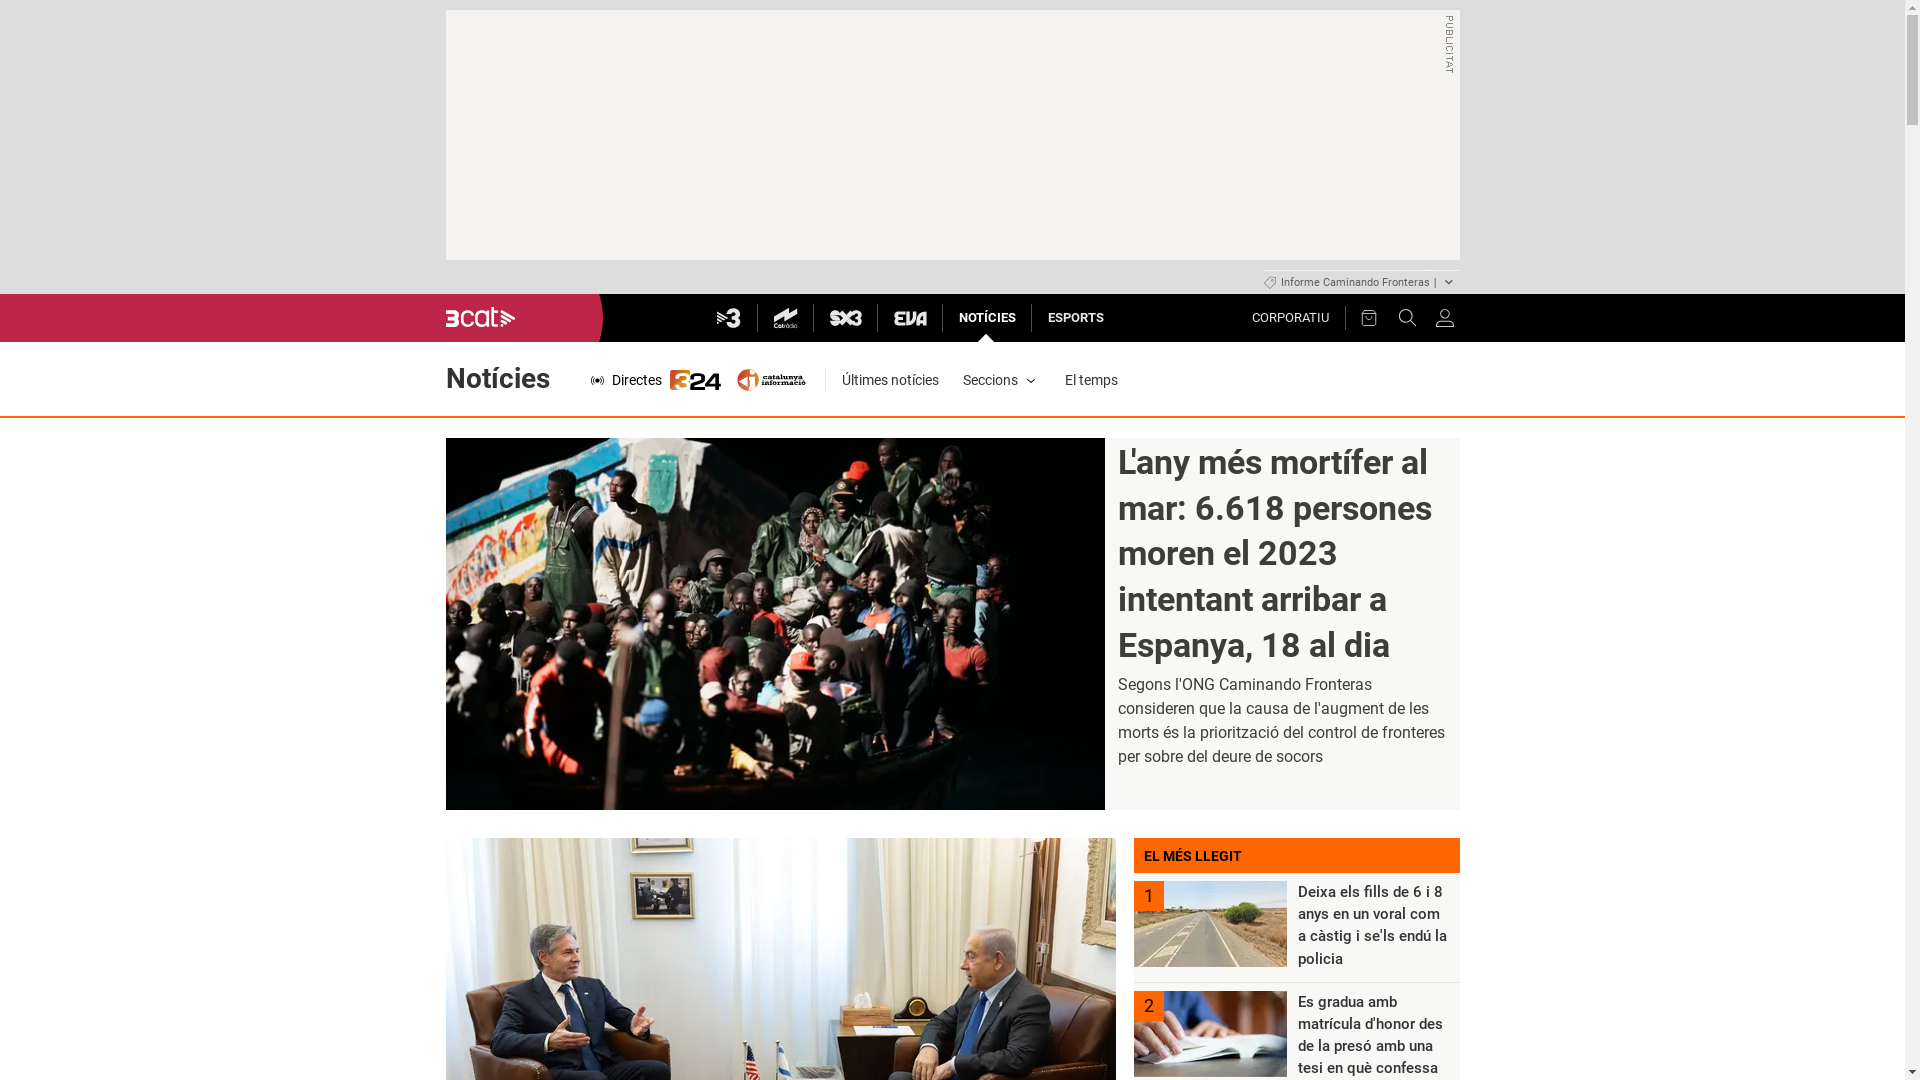 PUBLICITAT
Informe Caminando Fronteras |
3cat
3
Catràdio
SX3
EVA
NOTÍCIES
ESPORTS
CORPORATIU
Notícies
Directes
324
catalunya
informació
Últimes notícies
Seccions
El temps
L'any més mortífer al
mar: 6.618 persones
moren el 2023
intentant arribar a
Espanya, 18 al dia
Segons l'ONG Caminando Fronteras
consideren que la causa de l'augment de les
morts és la priorització del control de fronteres
per sobre del deure de socors
EL MÉS LLEGIT
1
Deixa els fills de 6 i 8
anys en un voral com
a càstig i se'ls endú la
policia
2
Es gradua amb
matrícula d'honor des
de la presó amb una
tesi en què confessa